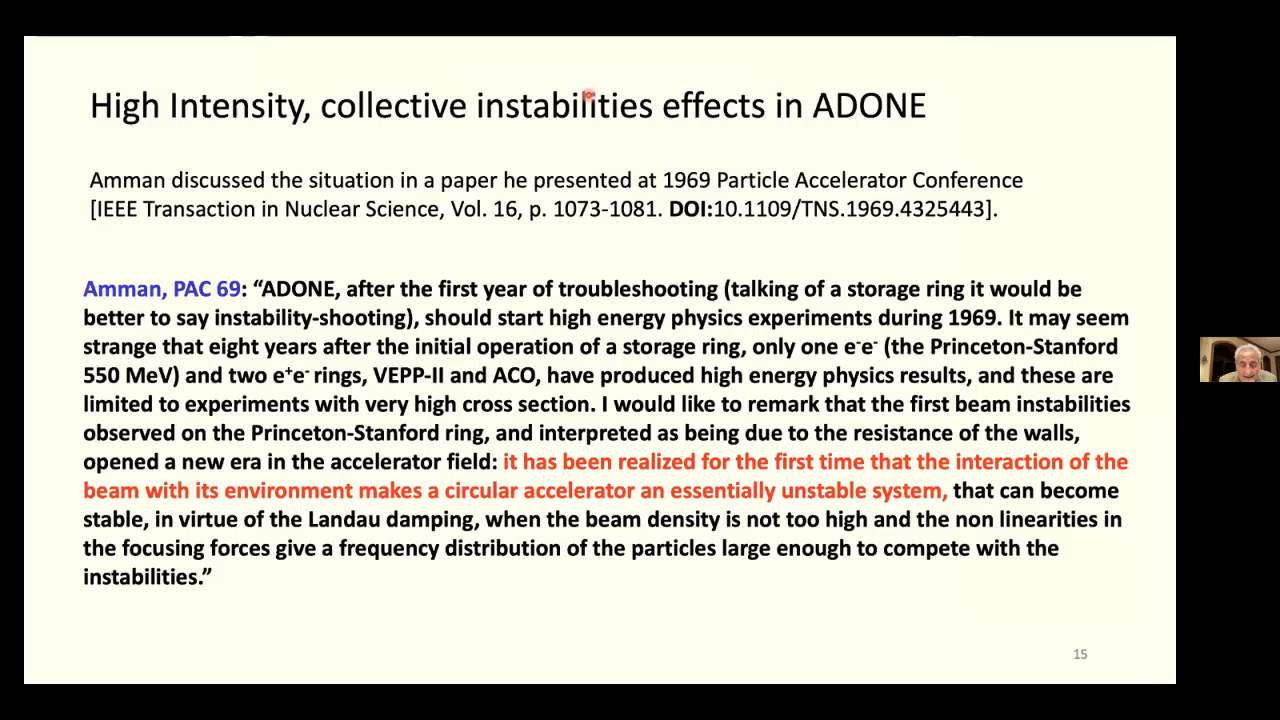 High Intensity, collective instabilities effects in ADONE
Amman discussed the situation in a paper he presented at 1969 Particle Accelerator Conference
[IEEE Transaction in Nuclear Science, Vol. 16, p. 1073-1081. DOI:10.1109/TNS.1969.4325443].
Amman, PAC 69: “ADONE, after the first year of troubleshooting (talking of a storage ring it would be
better to say instability-shooting), should start high energy physics experiments during 1969. It may seem
strange that eight years after the initial operation of a storage ring, only one e⁻e⁻ (the Princeton-Stanford
550 MeV) and two e⁺e⁻ rings, VEPP-II and ACO, have produced high energy physics results, and these are
limited to experiments with very high cross section. I would like to remark that the first beam instabilities
observed on the Princeton-Stanford ring, and interpreted as being due to the resistance of the walls,
opened a new era in the accelerator field: it has been realized for the first time that the interaction of the
beam with its environment makes a circular accelerator an essentially unstable system, that can become
stable, in virtue of the Landau damping, when the beam density is not too high and the non linearities in
the focusing forces give a frequency distribution of the particles large enough to compete with the
instabilities.”
15